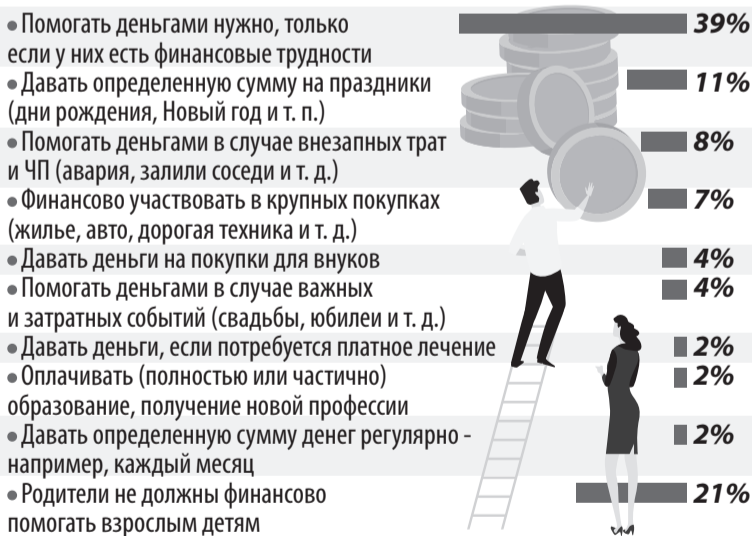 • Помогать деньгами нужно, только 39%
если у них есть финансовые трудности
• Давать определенную сумму на праздники 11%
(дни рождения, Новый год и т. п.)
• Помогать деньгами в случае внезапных трат 8%
и ЧП (авария, залили соседи и т. д.)
• Финансово участвовать в крупных покупках 7%
(жилье, авто, дорогая техника и т. д.)
• Давать деньги на покупки для внуков 4%
• Помогать деньгами в случае важных 4%
и затратных событий (свадьбы, юбилеи и т. д.)
• Давать деньги, если потребуется платное лечение 2%
• Оплачивать (полностью или частично) 2%
образование, получение новой профессии
• Давать определенную сумму денег регулярно - 2%
например, каждый месяц
• Родители не должны финансово 21%
помогать взрослым детям